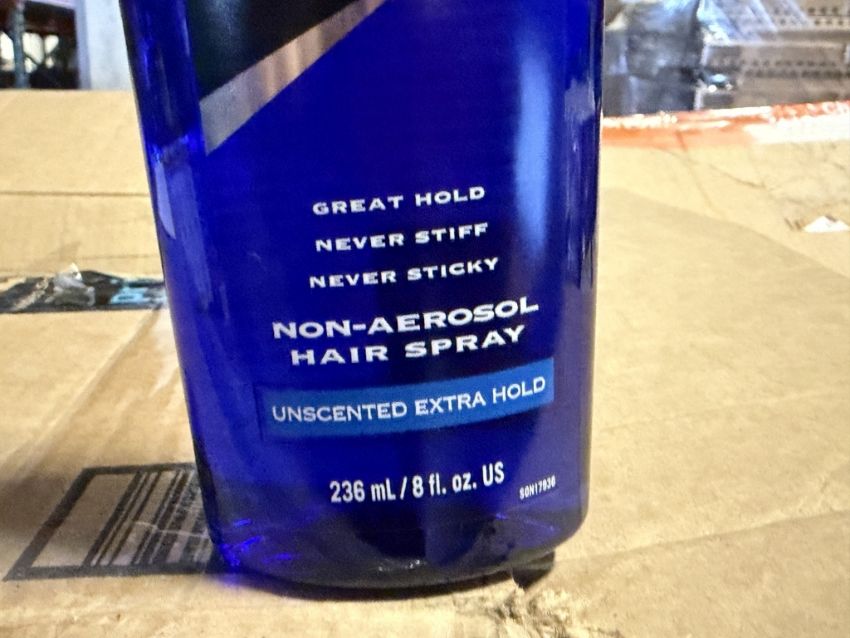 GREAT HOLD
NEVER STIFF
NEVER STICKY
NON-AEROSOL
HAIR SPRAY
UNSCENTED EXTRA HOLD
236 mL / 8 fl. oz. US